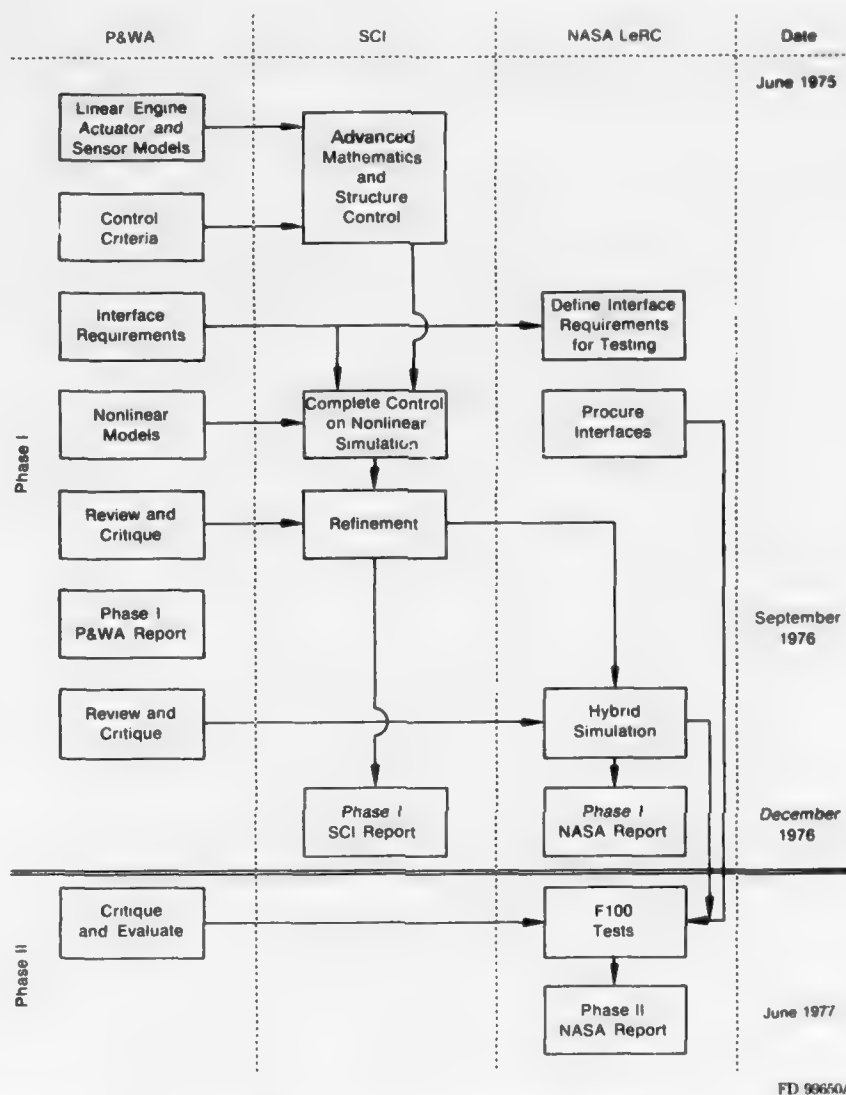 P&WA
SCI
NASA LeRC
Date
June 1975
Linear Engine
Actuator and
Sensor Models
Advanced
Mathematics
and
Structure
Control
Control
Criteria
Interface
Requirements
Define Interface
Requirements
for Testing
Phase I
Nonlinear
Models
Complete Control
on Nonlinear
Simulation
Procure
Interfaces
Review and
Critique
Refinement
Phase I
P&WA Report
September
1976
Review and
Critique
Hybrid
Simulation
Phase I
SCI Report
Phase I
NASA Report
December
1976
Phase II
Critique
and Evaluate
F100
Tests
Phase II
NASA Report
June 1977
FD 99650A